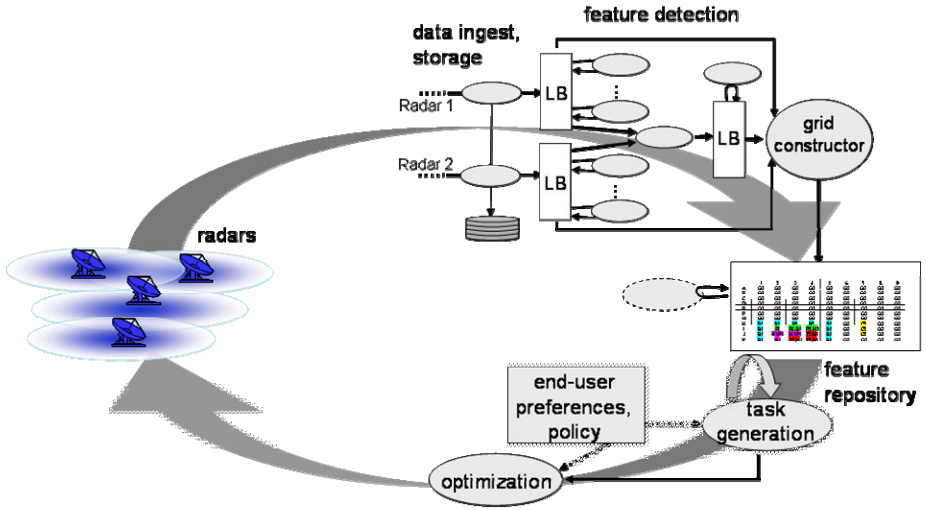 feature detection
data ingest,
storage
Radar 1
LB
LB
grid
constructor
Radar 2
LB
radars
feature
repository
end-user
preferences,
policy
task
generation
optimization